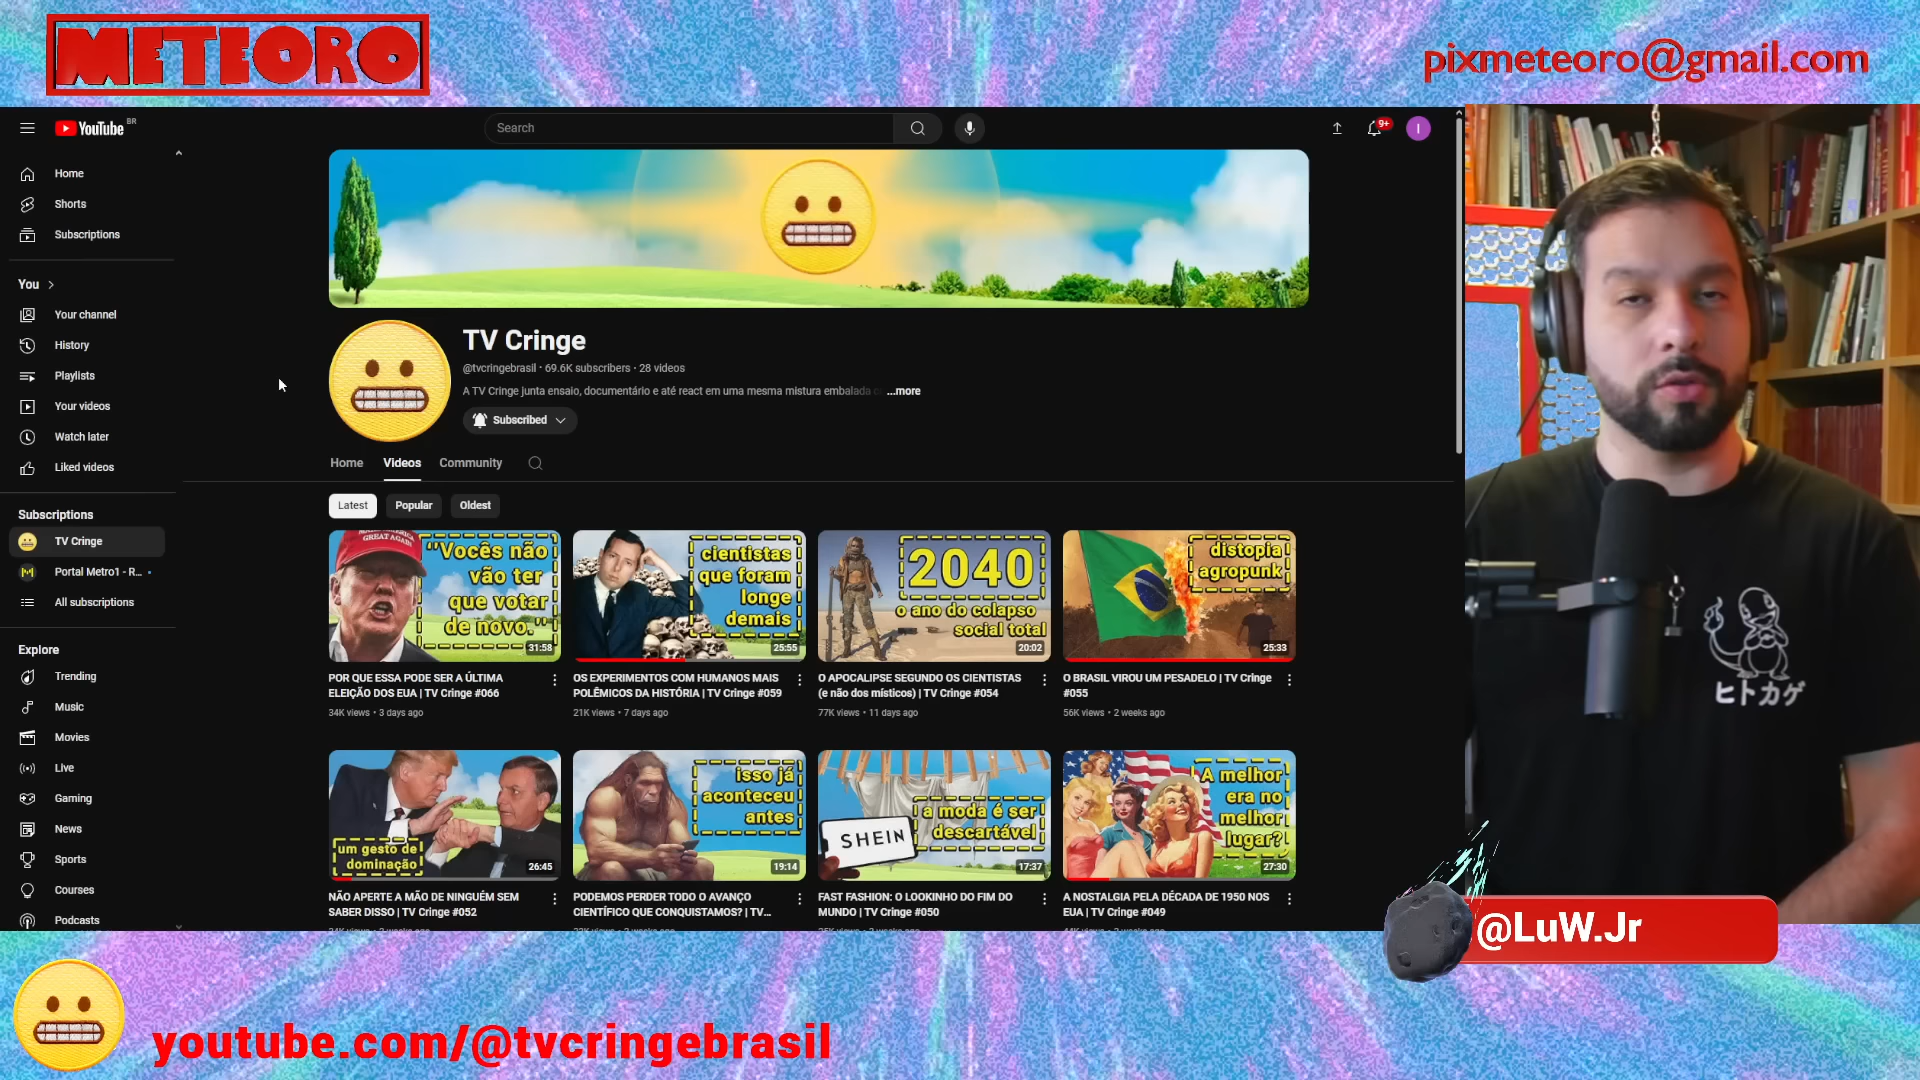 METEORO
pixmeteoro@gmail.com
YouTube BR
Search
9+
I
Home
Shorts
Subscriptions
You
Your channel
History
Playlists
Your videos
Watch later
Liked videos
Subscriptions
TV Cringe
Portal Metro1 - R...
All subscriptions
Explore
Trending
Music
Movies
Live
Gaming
News
Sports
Courses
Podcasts
TV Cringe
@tvcringebrasil • 69.6K subscribers • 28 videos
A TV Cringe junta ensaio, documentário e até react em uma mesma mistura embalada ...more
Subscribed
Home Videos Community
Latest Popular Oldest
GREAT AGAIN
"Vocês não
vão ter
que votar
de novo."
31:58
POR QUE ESSA PODE SER A ÚLTIMA
ELEIÇÃO DOS EUA | TV Cringe #066
34K views • 3 days ago
cientistas
que foram
longe
demais
25:55
OS EXPERIMENTOS COM HUMANOS MAIS
POLÊMICOS DA HISTÓRIA | TV Cringe #059
21K views • 7 days ago
2040
o ano do colapso
social total
20:02
O APOCALIPSE SEGUNDO OS CIENTISTAS
(e não dos místicos) | TV Cringe #054
77K views • 11 days ago
distopia
agropunk
25:33
O BRASIL VIROU UM PESADELO | TV Cringe
#055
56K views • 2 weeks ago
um gesto de
dominação
26:45
NÃO APERTE A MÃO DE NINGUÉM SEM
SABER DISSO | TV Cringe #052
isso já
aconteceu
antes
19:14
PODEMOS PERDER TODO O AVANÇO
CIENTÍFICO QUE CONQUISTAMOS? | TV...
SHEIN
a moda é ser
descartável
17:37
FAST FASHION: O LOOKINHO DO FIM DO
MUNDO | TV Cringe #050
A melhor
era no
melhor
lugar?
27:30
A NOSTALGIA PELA DÉCADA DE 1950 NOS
EUA | TV Cringe #049
ヒトカゲ
@LuW.Jr
youtube.com/@tvcringebrasil